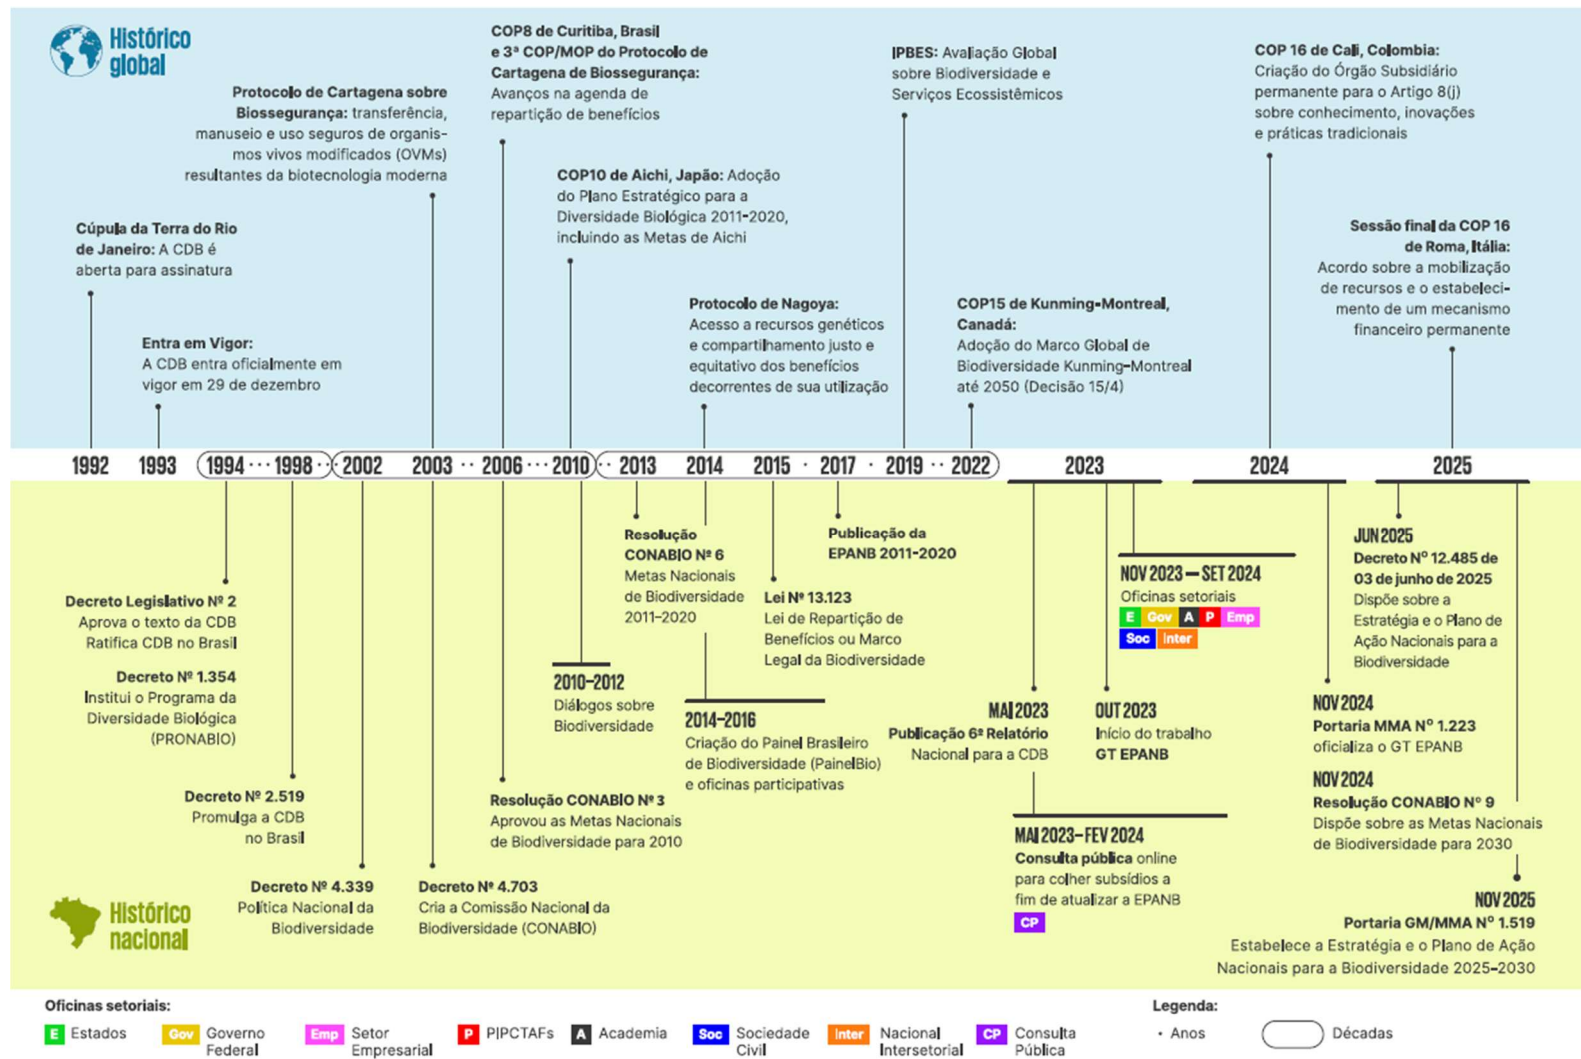 Histórico
global
Cúpula da Terra do Rio
de Janeiro: A CDB é
aberta para assinatura
Entra em Vigor:
A CDB entra oficialmente em
vigor em 29 de dezembro
Protocolo de Cartagena sobre
Biossegurança: transferência,
manuseio e uso seguros de organis-
mos vivos modificados (OVMs)
resultantes da biotecnologia moderna
COP8 de Curitiba, Brasil
e 3ª COP/MOP do Protocolo de
Cartagena de Biossegurança:
Avanços na agenda de
repartição de benefícios
COP10 de Aichi, Japão: Adoção
do Plano Estratégico para a
Diversidade Biológica 2011-2020,
incluindo as Metas de Aichi
Protocolo de Nagoya:
Acesso a recursos genéticos
e compartilhamento justo e
equitativo dos benefícios
decorrentes de sua utilização
IPBES: Avaliação Global
sobre Biodiversidade e
Serviços Ecossistêmicos
COP15 de Kunming-Montreal,
Canadá:
Adoção do Marco Global de
Biodiversidade Kunming-Montreal
até 2050 (Decisão 15/4)
COP 16 de Cali, Colombia:
Criação do Órgão Subsidiário
permanente para o Artigo 8(j)
sobre conhecimento, inovações
e práticas tradicionais
Sessão final da COP 16
de Roma, Itália:
Acordo sobre a mobilização
de recursos e o estabeleci-
mento de um mecanismo
financeiro permanente
1992 1993 1994 ··· 1998 ·· 2002 2003 ·· 2006 ··· 2010 ·· 2013 2014 2015 · 2017 · 2019 ·· 2022 2023 2024 2025
Decreto Legislativo Nº 2
Aprova o texto da CDB
Ratifica CDB no Brasil
Decreto Nº 1.354
Institui o Programa da
Diversidade Biológica
(PRONABIO)
Decreto Nº 2.519
Promulga a CDB
no Brasil
Decreto Nº 4.339
Política Nacional da
Biodiversidade
Decreto Nº 4.703
Cria a Comissão Nacional da
Biodiversidade (CONABIO)
Resolução CONABIO Nº 3
Aprovou as Metas Nacionais
de Biodiversidade para 2010
2010-2012
Diálogos sobre
Biodiversidade
Resolução
CONABIO Nº 6
Metas Nacionais
de Biodiversidade
2011-2020
2014-2016
Criação do Painel Brasileiro
de Biodiversidade (PainelBio)
e oficinas participativas
Lei Nº 13.123
Lei de Repartição de
Benefícios ou Marco
Legal da Biodiversidade
Publicação da
EPANB 2011-2020
MAI 2023
Publicação 6º Relatório
Nacional para a CDB
MAI 2023-FEV 2024
Consulta pública online
para colher subsídios a
fim de atualizar a EPANB
CP
OUT 2023
Início do trabalho
GT EPANB
NOV 2023 — SET 2024
Oficinas setoriais
E Gov A P Emp
Soc Inter
NOV 2024
Portaria MMA Nº 1.223
oficializa o GT EPANB
NOV 2024
Resolução CONABIO Nº 9
Dispõe sobre as Metas Nacionais
de Biodiversidade para 2030
JUN 2025
Decreto Nº 12.485 de
03 de junho de 2025
Dispõe sobre a
Estratégia e o Plano de
Ação Nacionais para a
Biodiversidade
NOV 2025
Portaria GM/MMA Nº 1.519
Estabelece a Estratégia e o Plano de Ação
Nacionais para a Biodiversidade 2025-2030
Histórico
nacional
Oficinas setoriais:
E Estados
Gov Governo
Federal
Emp Setor
Empresarial
P PIPCTAFs
A Academia
Soc Sociedade
Civil
Inter Nacional
Intersetorial
CP Consulta
Pública
Legenda:
· Anos
Décadas